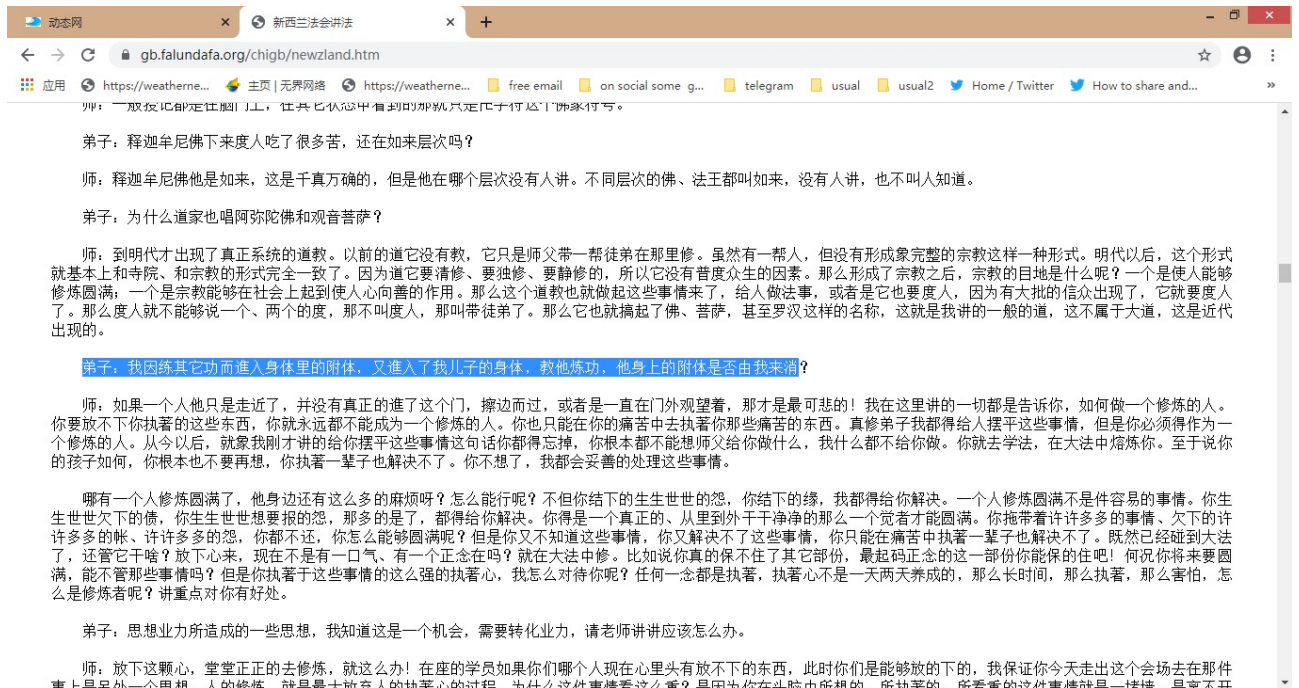 动态网
新西兰法会讲法
gb.falundafa.org/chigb/newzland.htm
应用 https://weatherne... 主页 | 无界网络 https://weatherne... free email on social some g... telegram usual usual2 Home / Twitter How to share and... »
弟子：释迦牟尼佛下来度人吃了很多苦，还在如来层次吗？
师：释迦牟尼佛他是如来，这是千真万确的，但是他在哪个层次没有人讲。不同层次的佛、法王都叫如来，没有人讲，也不叫人知道。
弟子：为什么道家也唱阿弥陀佛和观音菩萨？
师：到明代才出现了真正系统的道教。以前的道它没有教，它只是师父带一帮徒弟在那里修。虽然有一帮人，但没有形成象完整的宗教这样一种形式。明代以后，这个形式
就基本上和寺院、和宗教的形式完全一致了。因为道它要清修、要独修、要静修的，所以它没有普度众生的因素。那么形成了宗教之后，宗教的目地是什么呢？一个是使人能够
修炼圆满；一个是宗教能够在社会上起到使人心向善的作用。那么这个道教也就做起这些事情来了，给人做法事，或者是它也要度人，因为有大批的信众出现了，它就要度人
了。那么度人就不能够说一个、两个的度，那不叫度人，那叫带徒弟了。那么它也就搞起了佛、菩萨，甚至罗汉这样的名称，这就是我讲的一般的道，这不属于大道，这是近代
出现的。
弟子：我因练其它功而進入身体里的附体，又進入了我儿子的身体，教他炼功，他身上的附体是否由我来消？
师：如果一个人他只是走近了，并没有真正的進了这个门，擦边而过，或者是一直在门外观望着，那才是最可悲的！我在这里讲的一切都是告诉你，如何做一个修炼的人。
你要放不下你执著的这些东西，你就永远都不能成为一个修炼的人。你也只能在你的痛苦中去执著你那些痛苦的东西。真修弟子我都得给人摆平这些事情，但是你必须得作为一
个修炼的人。从今以后，就象我刚才讲的给你摆平这些事情这句话你都得忘掉，你根本都不能想师父给你做什么，我什么都不给你做。你就去学法，在大法中熔炼你。至于说你
的孩子如何，你根本也不要再想，你执著一辈子也解决不了。你不想了，我都会妥善的处理这些事情。
哪有一个人修炼圆满了，他身边还有这么多的麻烦呀？怎么能行呢？不但你结下的生生世世的怨，你结下的缘，我都得给你解决。一个人修炼圆满不是件容易的事情。你生
生世世欠下的债，你生生世世想要报的怨，那多的是了，都得给你解决。你得是一个真正的、从里到外干干净净的那么一个觉者才能圆满。你拖带着许许多多的事情、欠下的许
许多多的帐、许许多多的怨，你都不还，你怎么能够圆满呢？但是你又不知道这些事情，你又解决不了这些事情，你只能在痛苦中执著一辈子也解决不了。既然已经碰到大法
了，还管它干啥？放下心来，现在不是有一口气、有一个正念在吗？就在大法中修。比如说你真的保不住了其它部份，最起码正念的这一部份你能保的住吧！何况你将来要圆
满，能不管那些事情吗？但是你执著于这些事情的这么强的执著心，我怎么对待你呢？任何一念都是执著，执著心不是一天两天养成的，那么长时间，那么执著，那么害怕，怎
么是修炼者呢？讲重点对你有好处。
弟子：思想业力所造成的一些思想，我知道这是一个机会，需要转化业力，请老师讲讲应该怎么办。
师：放下这颗心，堂堂正正的去修炼，就这么办！在座的学员如果你们哪个人现在心里头有放不下的东西，此时你们是能够放的下的，我保证你今天走出这个会场去在那件